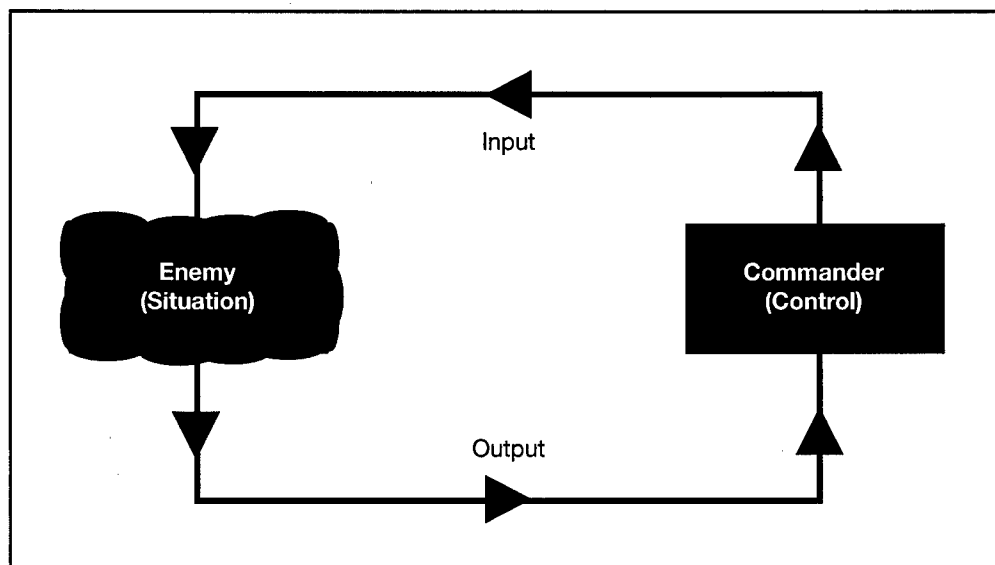 Input
Enemy
(Situation)
Commander
(Control)
Output